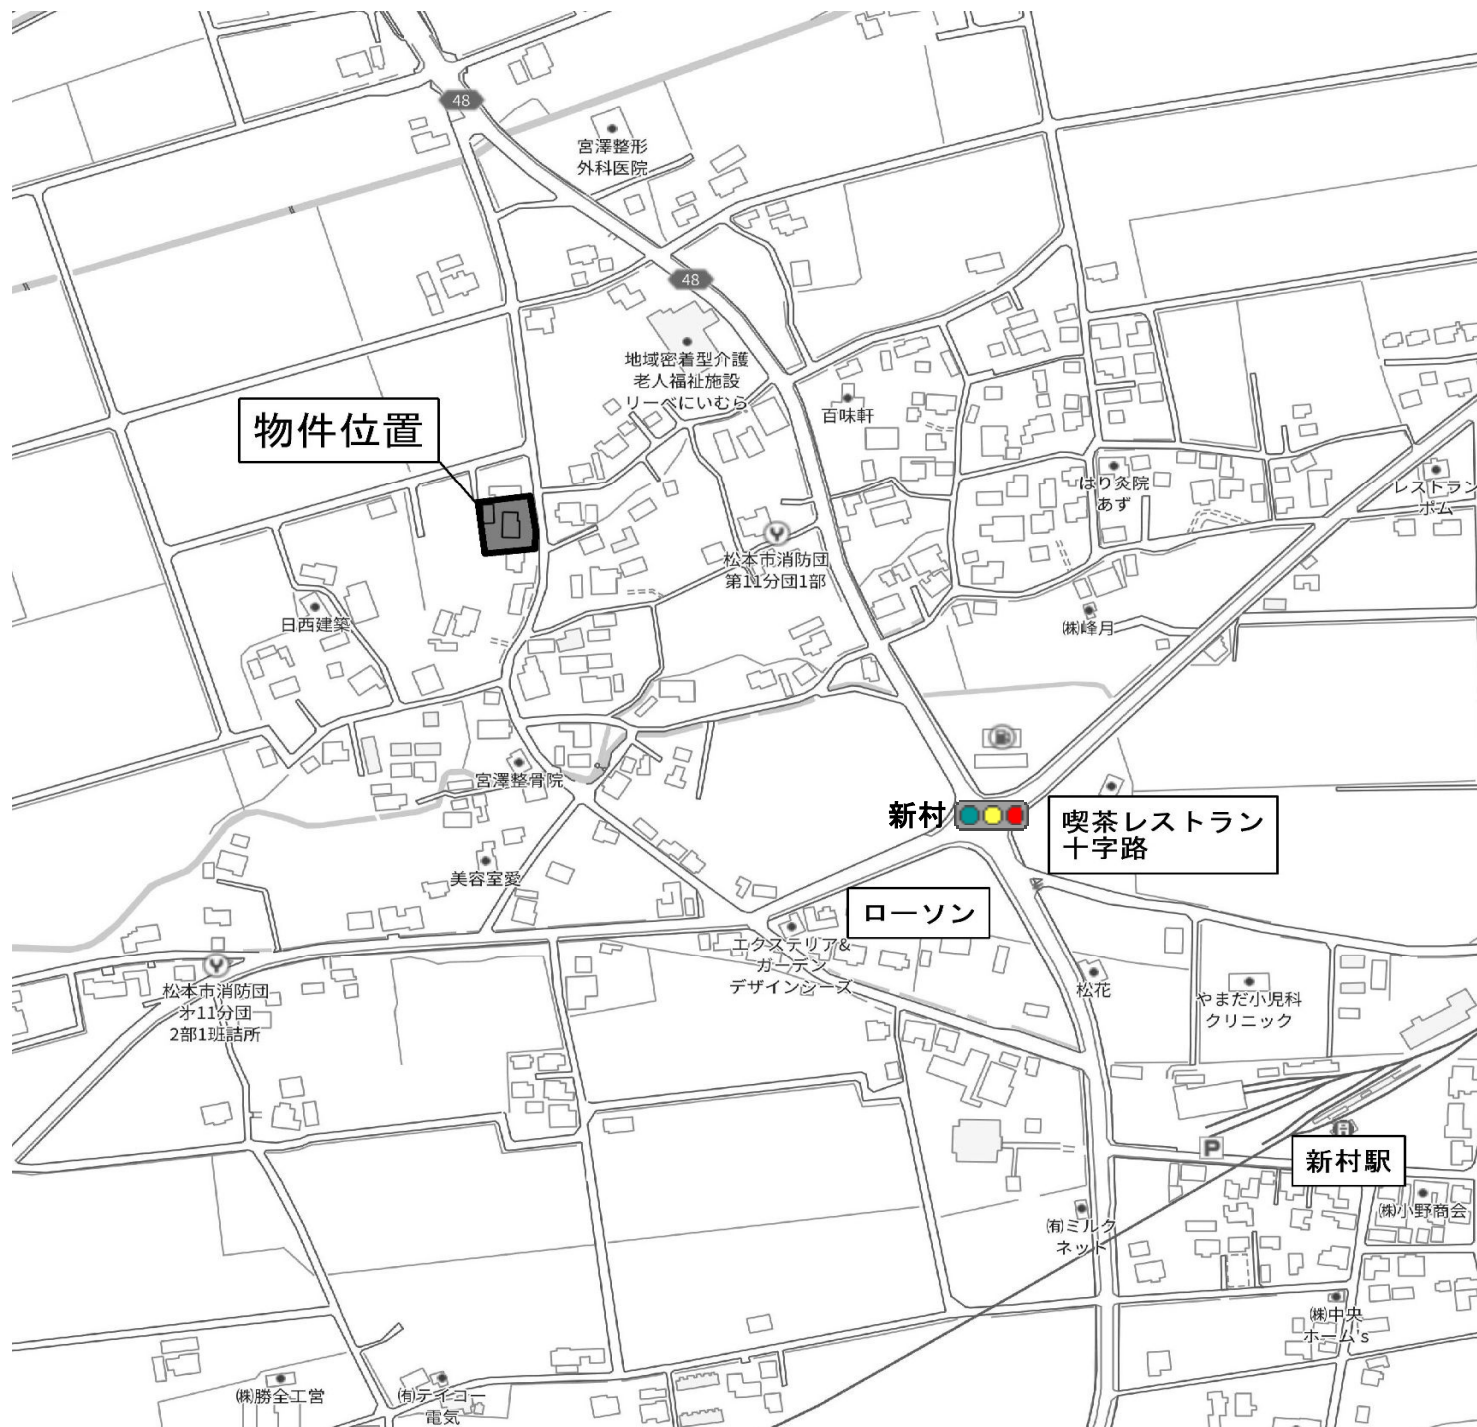 48
宮澤整形
外科医院
48
地域密着型介護
老人福祉施設
リーベにいむら
物件位置
百味軒
はり灸院
あず
レストラン
ポム
松本市消防団
第11分団1部
日西建築
㈱峰月
宮澤整骨院
新村
喫茶レストラン
十字路
美容室愛
ローソン
エクステリア&
ガーデン
デザインシーズ
松本市消防団
第11分団
2部1班詰所
松花
やまだ小児科
クリニック
P
新村駅
㈲ミルク
ネット
㈱小野商会
㈱中央
ホーム's
㈱勝全工営
㈲テイコー
電気